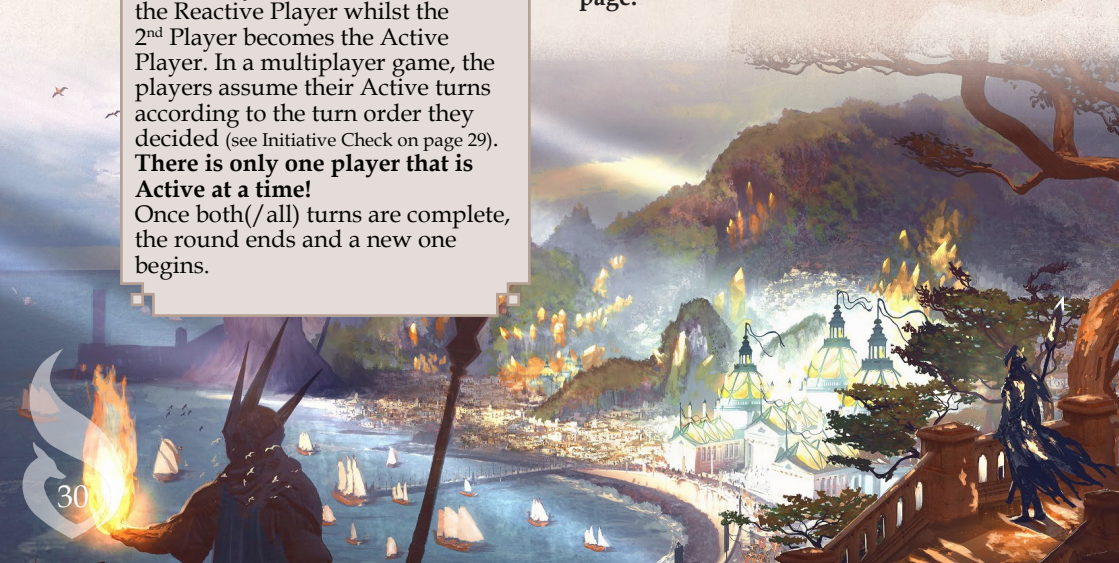 the Reactive Player whilst the
2nd Player becomes the Active
Player. In a multiplayer game, the
players assume their Active turns
according to the turn order they
decided (see Initiative Check on page 29).
There is only one player that is
Active at a time!
Once both(/all) turns are complete,
the round ends and a new one
begins.
page.
30